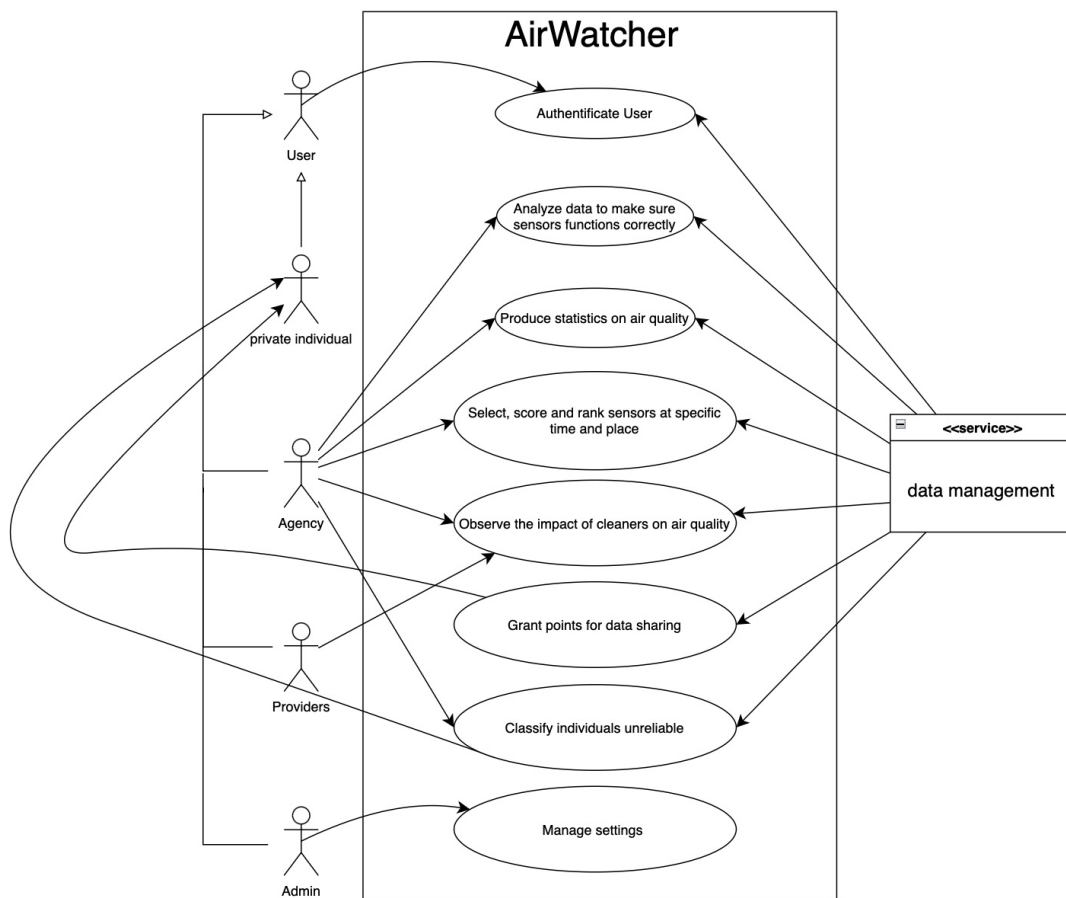 AirWatcher
Authentificate User
User
Analyze data to make sure
sensors functions correctly
private individual
Produce statistics on air quality
Select, score and rank sensors at specific
time and place
<<service>>
data management
Agency
Observe the impact of cleaners on air quality
Grant points for data sharing
Providers
Classify individuals unreliable
Manage settings
Admin